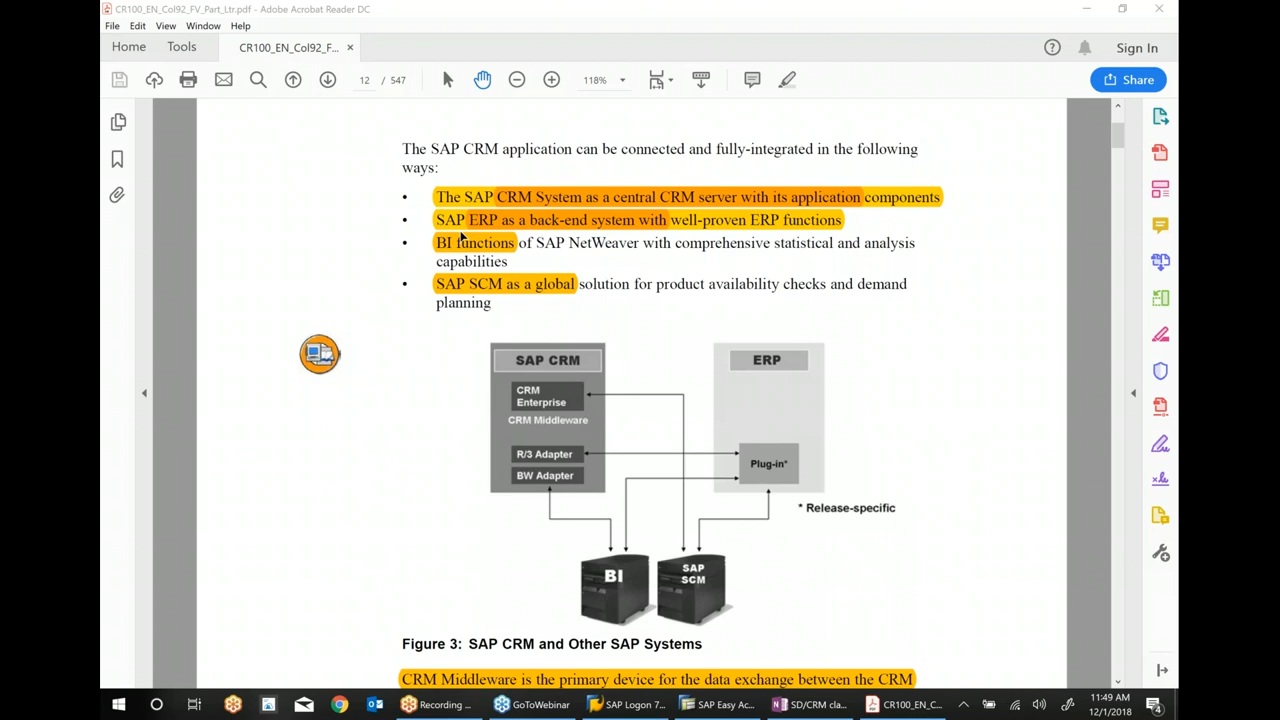 CR100_EN_Col92_FV_Part_Ltr.pdf - Adobe Acrobat Reader DC
File Edit View Window Help
Home Tools CR100_EN_Col92_F... × Sign In
12 / 547 118% Share
The SAP CRM application can be connected and fully-integrated in the following
ways:
• The SAP CRM System as a central CRM server with its application components
• SAP ERP as a back-end system with well-proven ERP functions
• BI functions of SAP NetWeaver with comprehensive statistical and analysis
capabilities
• SAP SCM as a global solution for product availability checks and demand
planning
SAP CRM
ERP
CRM
Enterprise
CRM Middleware
R/3 Adapter
BW Adapter
Plug-in*
* Release-specific
BI
SAP
SCM
Figure 3: SAP CRM and Other SAP Systems
CRM Middleware is the primary device for the data exchange between the CRM
Recording ... GoToWebinar SAP Logon 7... SAP Easy Ac... SD/CRM cla... CR100_EN_C...
11:49 AM
12/1/2018
4